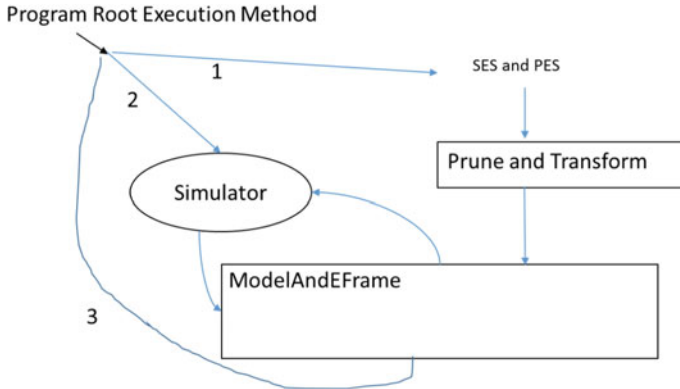 Program Root Execution Method
1
SES and PES
2
Prune and Transform
Simulator
ModelAndEFrame
3